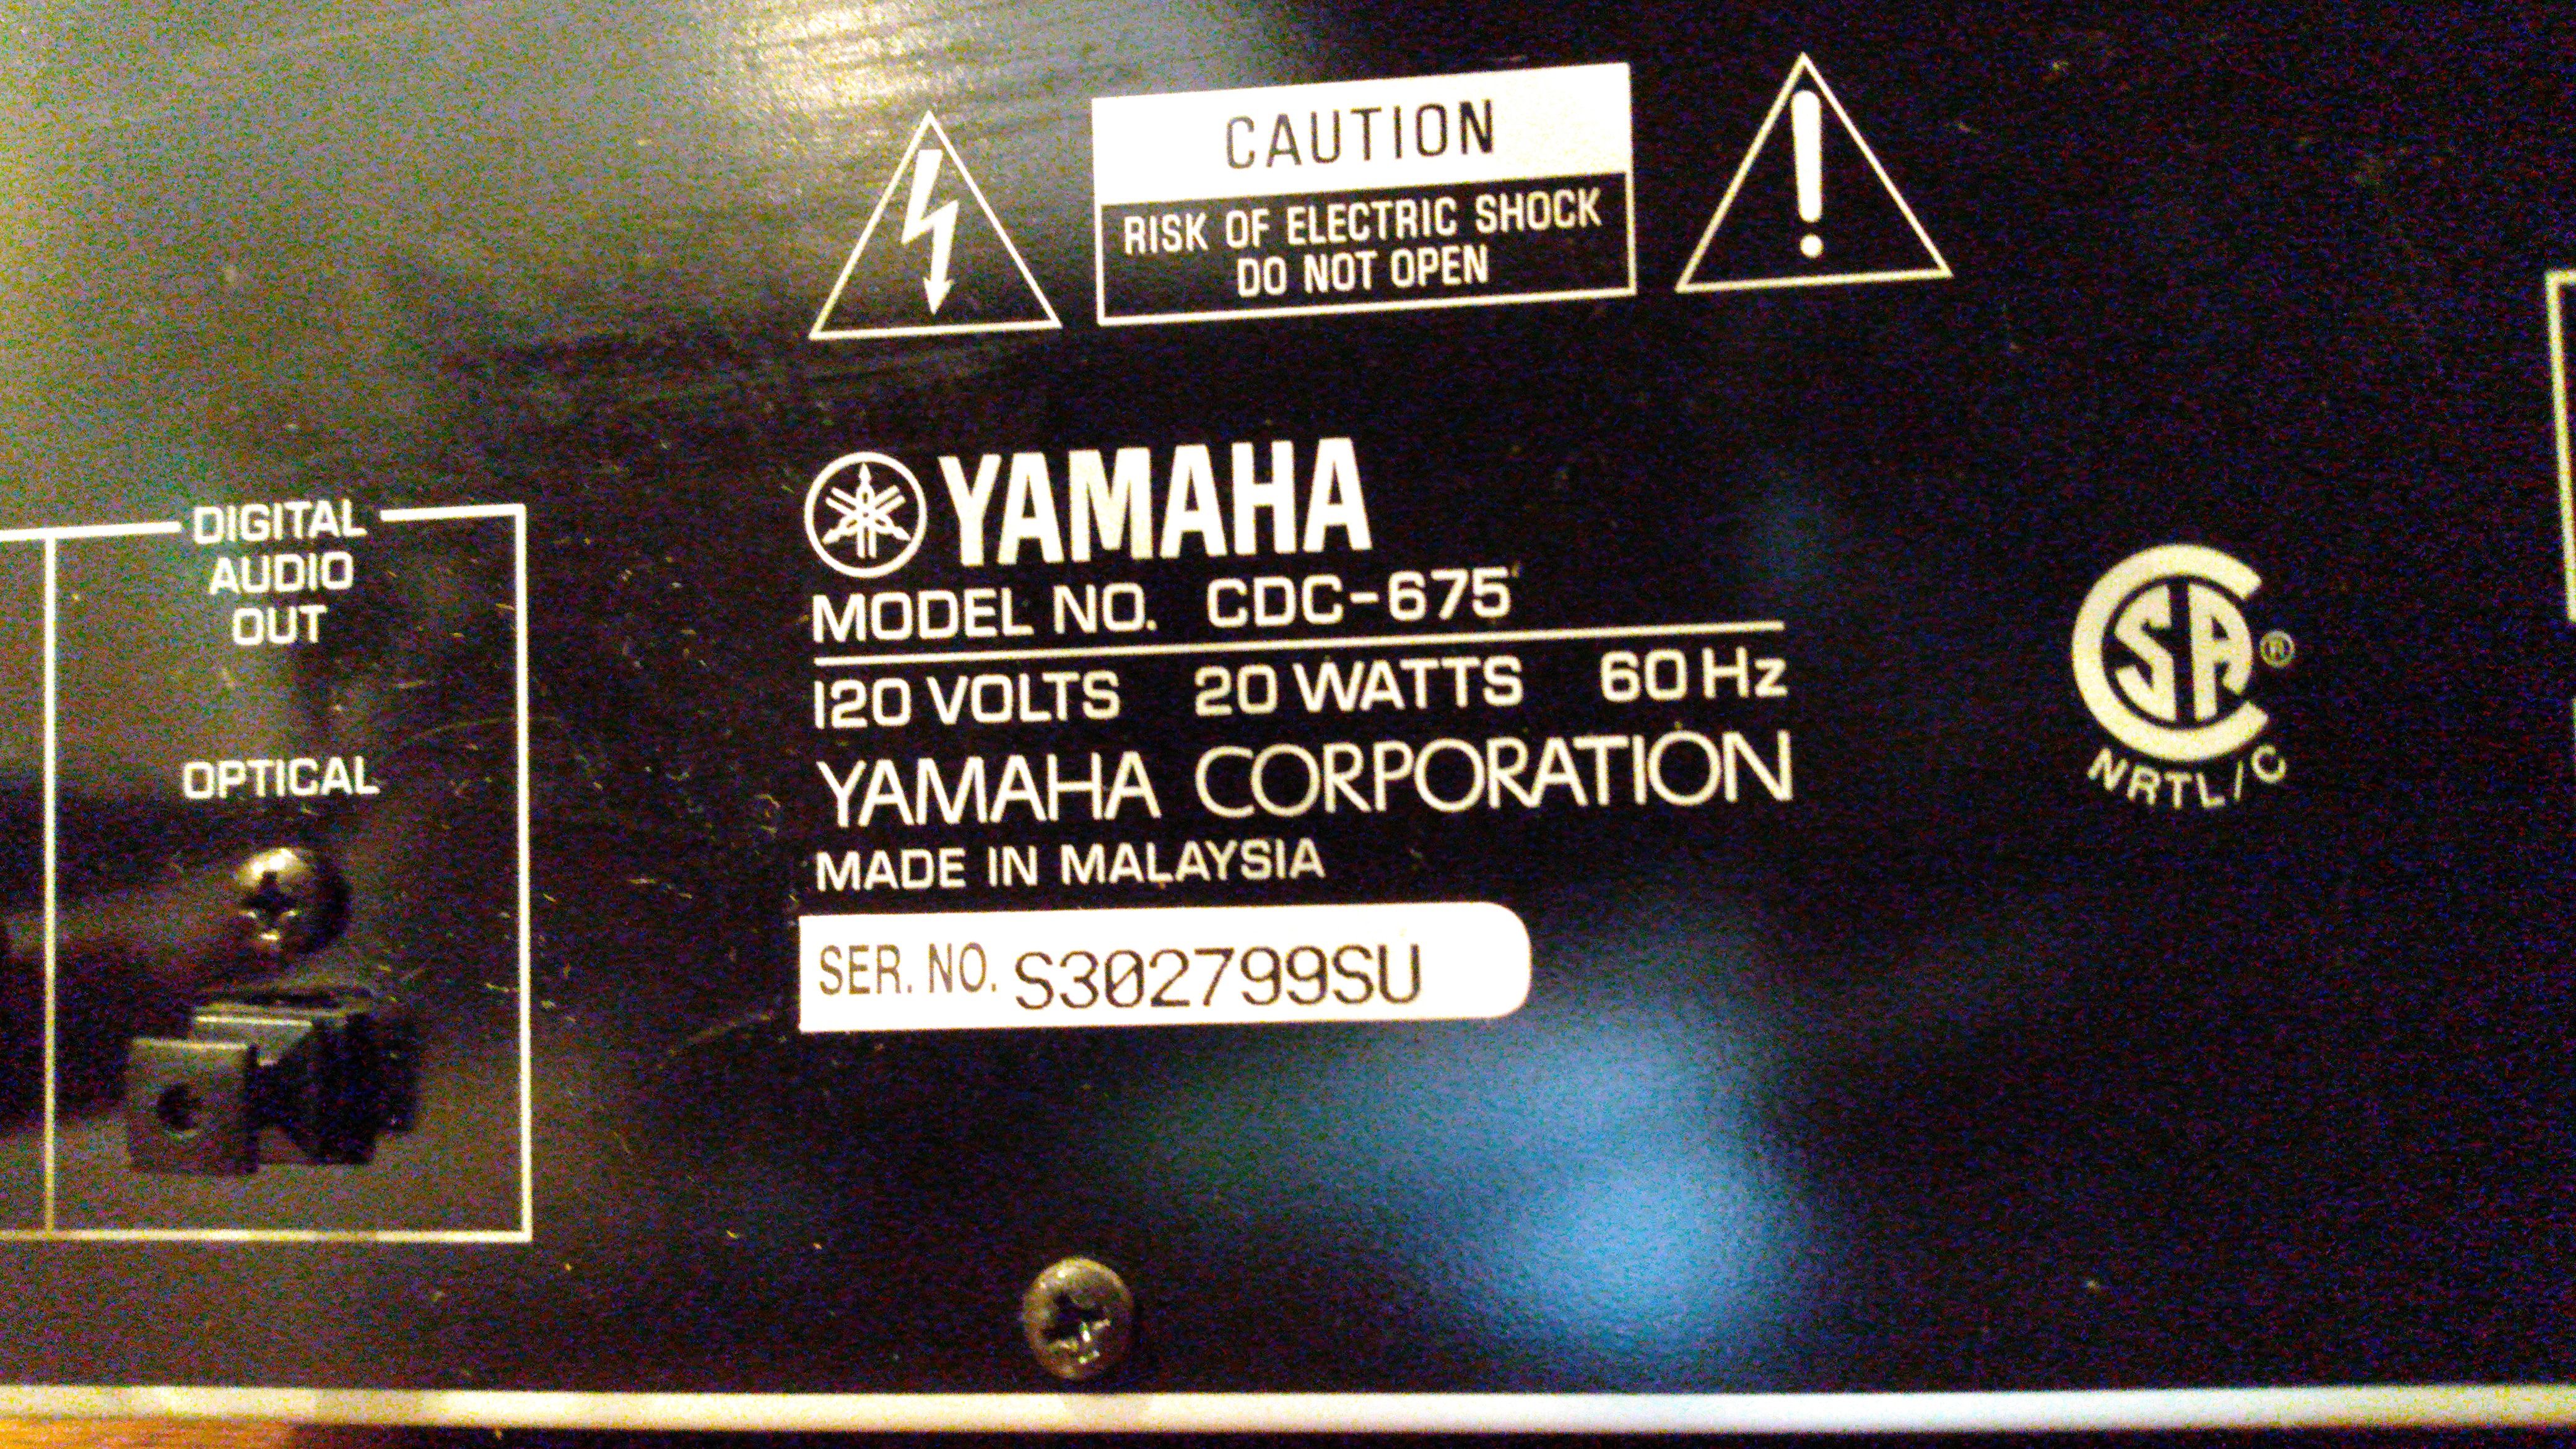 CAUTION
RISK OF ELECTRIC SHOCK
DO NOT OPEN
DIGITAL
AUDIO
OUT
OPTICAL
YAMAHA
MODEL NO. CDC-675
120 VOLTS 20 WATTS 60 Hz
YAMAHA CORPORATION
MADE IN MALAYSIA
SER. NO. S302799SU
CSA®
NRTL/C